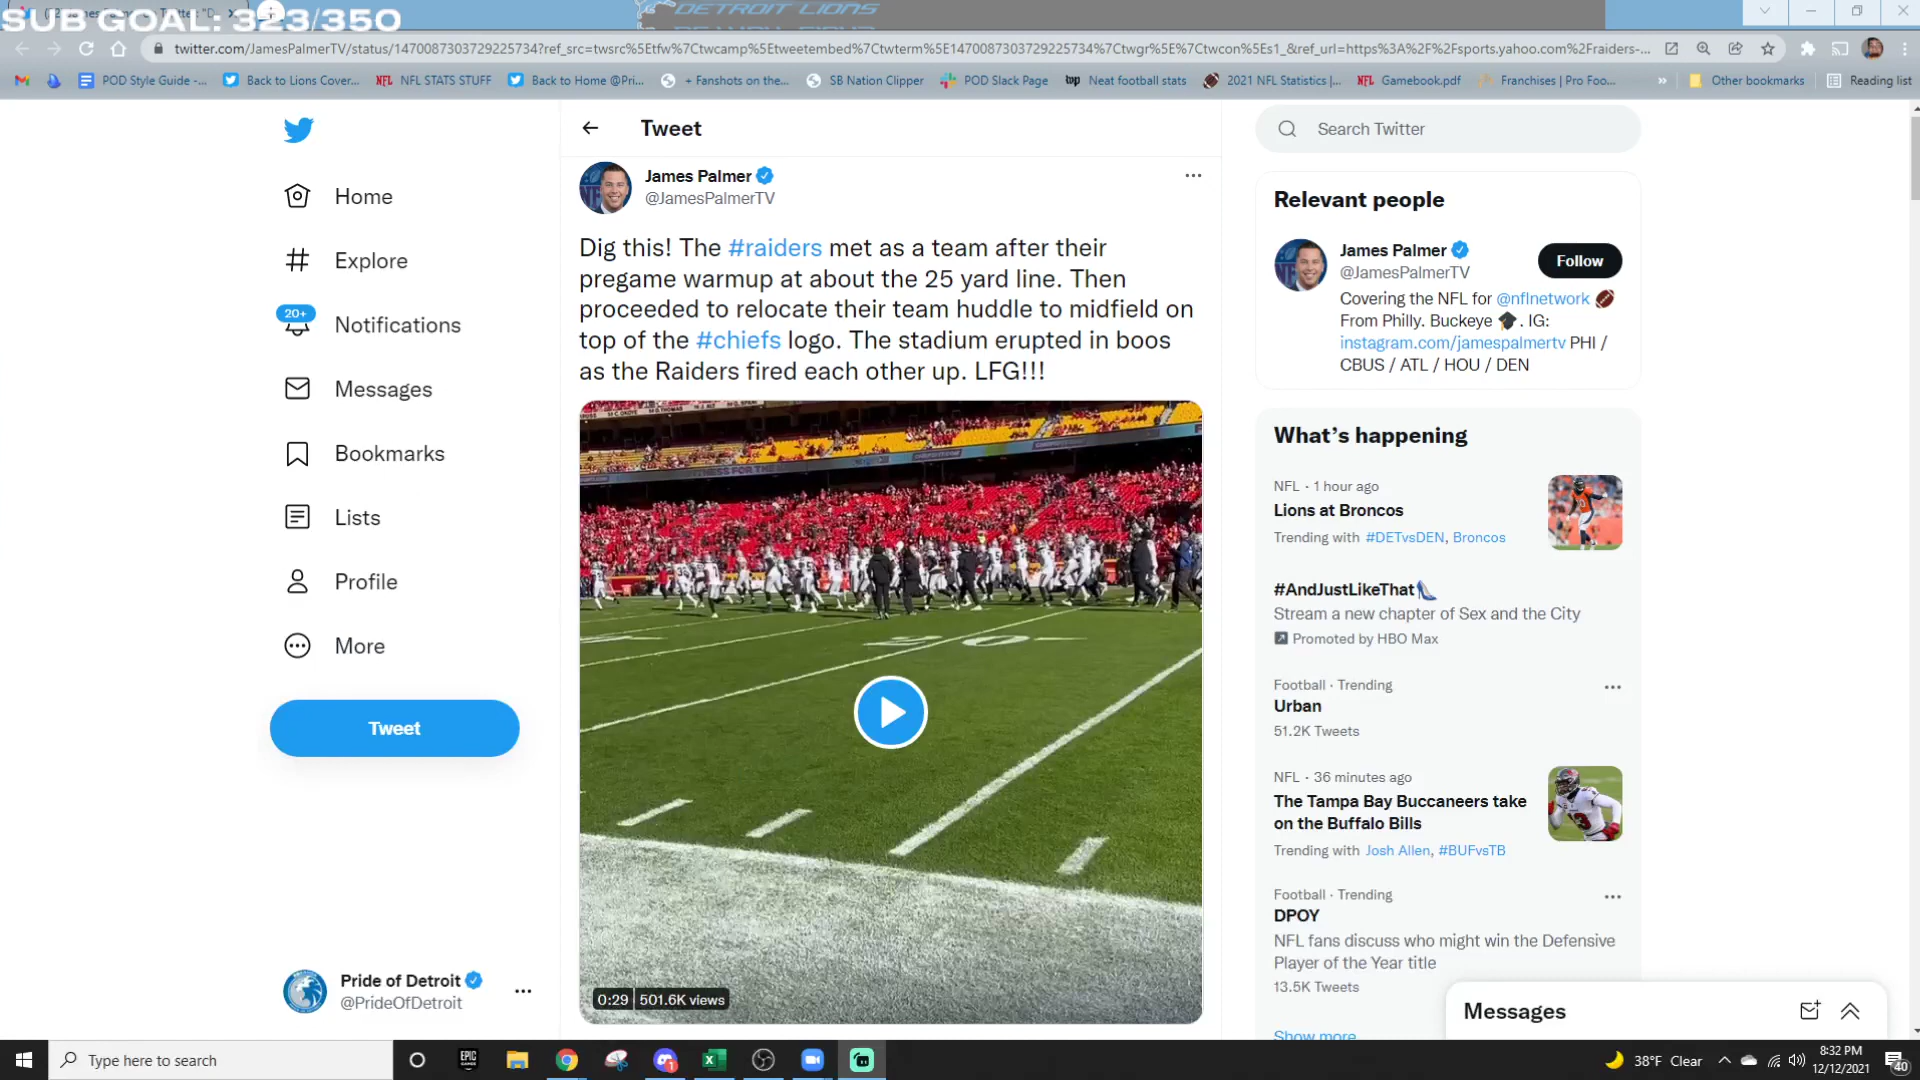 SUB GOAL: 323/350
DETROIT LIONS
twitter.com/JamesPalmerTV/status/1470087303729225734?ref_src=twsrc%5Etfw%7Ctwcamp%5Etweetembed%7Ctwterm%5E1470087303729225734%7Ctwgr%5E%7Ctwcon%5Es1_&ref_url=https%3A%2F%2Fsports.yahoo.com%2Fraiders-...
POD Style Guide -...
Back to Lions Cover...
NFL NFL STATS STUFF
Back to Home @Pri...
+ Fanshots on the...
SB Nation Clipper
POD Slack Page
Neat football stats
2021 NFL Statistics |...
NFL Gamebook.pdf
Franchises | Pro Foo...
»
Other bookmarks
Reading list
Tweet
Search Twitter
James Palmer
@JamesPalmerTV
Home
Explore
20+
Notifications
Messages
Bookmarks
Lists
Profile
More
Tweet
Dig this! The #raiders met as a team after their
pregame warmup at about the 25 yard line. Then
proceeded to relocate their team huddle to midfield on
top of the #chiefs logo. The stadium erupted in boos
as the Raiders fired each other up. LFG!!!
0:29
501.6K views
Relevant people
James Palmer
@JamesPalmerTV
Follow
Covering the NFL for @nflnetwork 🏈
From Philly. Buckeye 🎓. IG:
instagram.com/jamespalmertv PHI /
CBUS / ATL / HOU / DEN
What's happening
NFL · 1 hour ago
Lions at Broncos
Trending with #DETvsDEN, Broncos
#AndJustLikeThat
Stream a new chapter of Sex and the City
Promoted by HBO Max
Football · Trending
Urban
51.2K Tweets
NFL · 36 minutes ago
The Tampa Bay Buccaneers take
on the Buffalo Bills
Trending with Josh Allen, #BUFvsTB
Football · Trending
DPOY
NFL fans discuss who might win the Defensive
Player of the Year title
13.5K Tweets
Show more
Messages
Pride of Detroit
@PrideOfDetroit
Type here to search
EPIC GAMES
38°F Clear
8:32 PM
12/12/2021
40